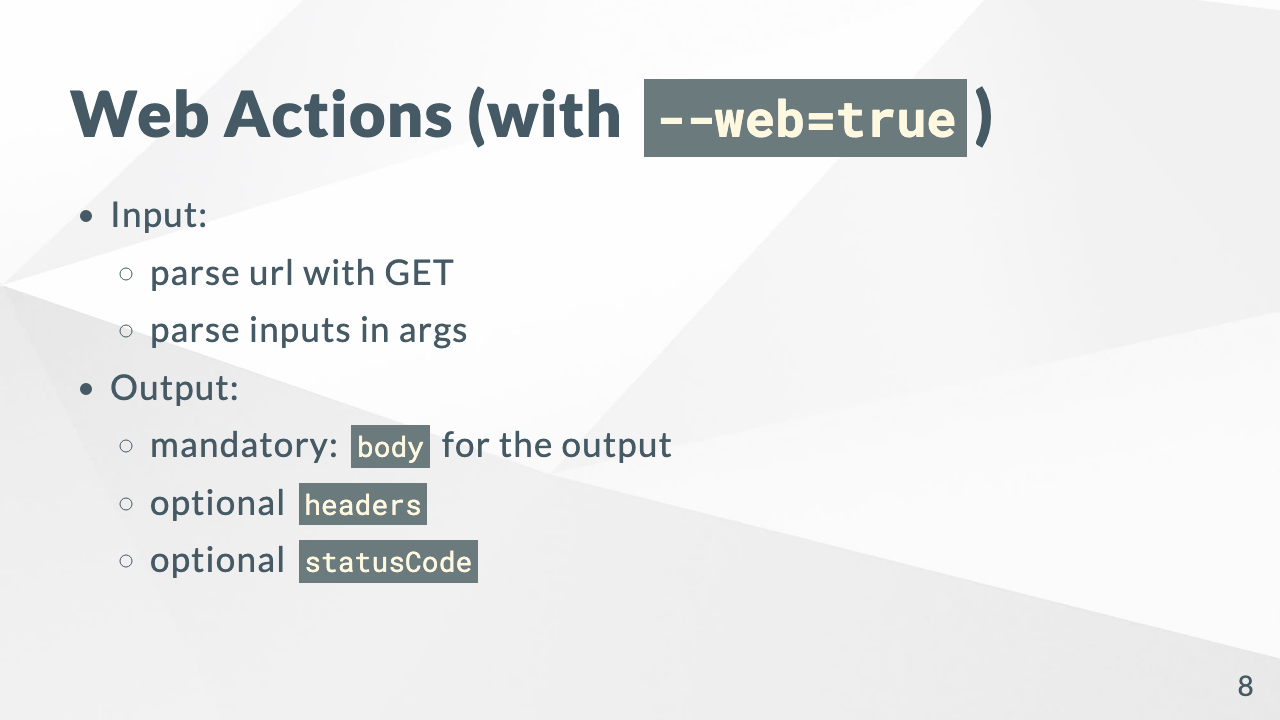 Web Actions (with --web=true)
• Input:
○ parse url with GET
○ parse inputs in args
• Output:
○ mandatory: body for the output
○ optional headers
○ optional statusCode
8